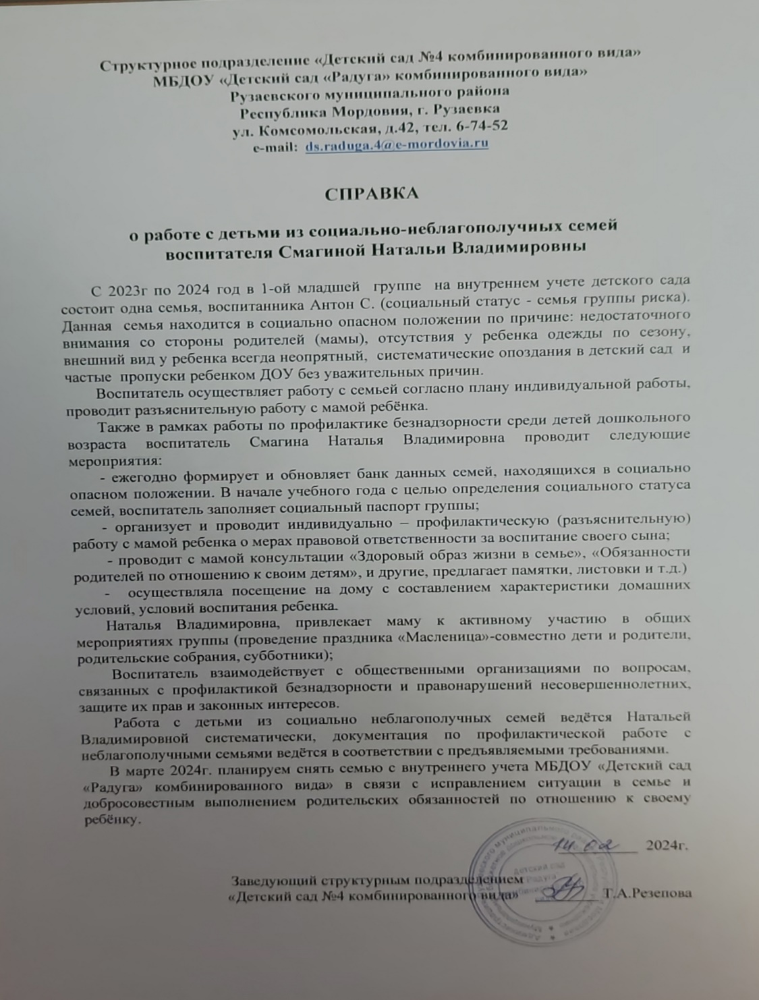 Структурное подразделение «Детский сад №4 комбинированного вида»
МБДОУ «Детский сад «Радуга» комбинированного вида»
Рузаевского муниципального района
Республика Мордовия, г. Рузаевка
ул. Комсомольская, д.42, тел. 6-74-52
e-mail: ds.raduga.4@e-mordovia.ru
СПРАВКА
о работе с детьми из социально-неблагополучных семей
воспитателя Смагиной Натальи Владимировны
С 2023г по 2024 год в 1-ой младшей группе на внутреннем учете детского сада
состоит одна семья, воспитанника Антон С. (социальный статус - семья группы риска).
Данная семья находится в социально опасном положении по причине: недостаточного
внимания со стороны родителей (мамы), отсутствия у ребенка одежды по сезону,
внешний вид у ребенка всегда неопрятный, систематические опоздания в детский сад и
частые пропуски ребенком ДОУ без уважительных причин.
Воспитатель осуществляет работу с семьей согласно плану индивидуальной работы,
проводит разъяснительную работу с мамой ребёнка.
Также в рамках работы по профилактике безнадзорности среди детей дошкольного
возраста воспитатель Смагина Наталья Владимировна проводит следующие
мероприятия:
- ежегодно формирует и обновляет банк данных семей, находящихся в социально
опасном положении. В начале учебного года с целью определения социального статуса
семей, воспитатель заполняет социальный паспорт группы;
- организует и проводит индивидуально – профилактическую (разъяснительную)
работу с мамой ребенка о мерах правовой ответственности за воспитание своего сына;
- проводит с мамой консультации «Здоровый образ жизни в семье», «Обязанности
родителей по отношению к своим детям», и другие, предлагает памятки, листовки и т.д.)
- осуществляла посещение на дому с составлением характеристики домашних
условий, условий воспитания ребенка.
Наталья Владимировна, привлекает маму к активному участию в общих
мероприятиях группы (проведение праздника «Масленица»-совместно дети и родители,
родительские собрания, субботники);
Воспитатель взаимодействует с общественными организациями по вопросам,
связанных с профилактикой безнадзорности и правонарушений несовершеннолетних,
защите их прав и законных интересов.
Работа с детьми из социально неблагополучных семей ведётся Натальей
Владимировной систематически, документация по профилактической работе с
неблагополучными семьями ведётся в соответствии с предъявляемыми требованиями.
В марте 2024г. планируем снять семью с внутреннего учета МБДОУ «Детский сад
«Радуга» комбинированного вида» в связи с исправлением ситуации в семье и
добросовестным выполнением родительских обязанностей по отношению к своему
ребёнку.
14.02 2024г.
Заведующий структурным подразделением
«Детский сад №4 комбинированного вида» Т.А.Резепова
детский сад
Радуга